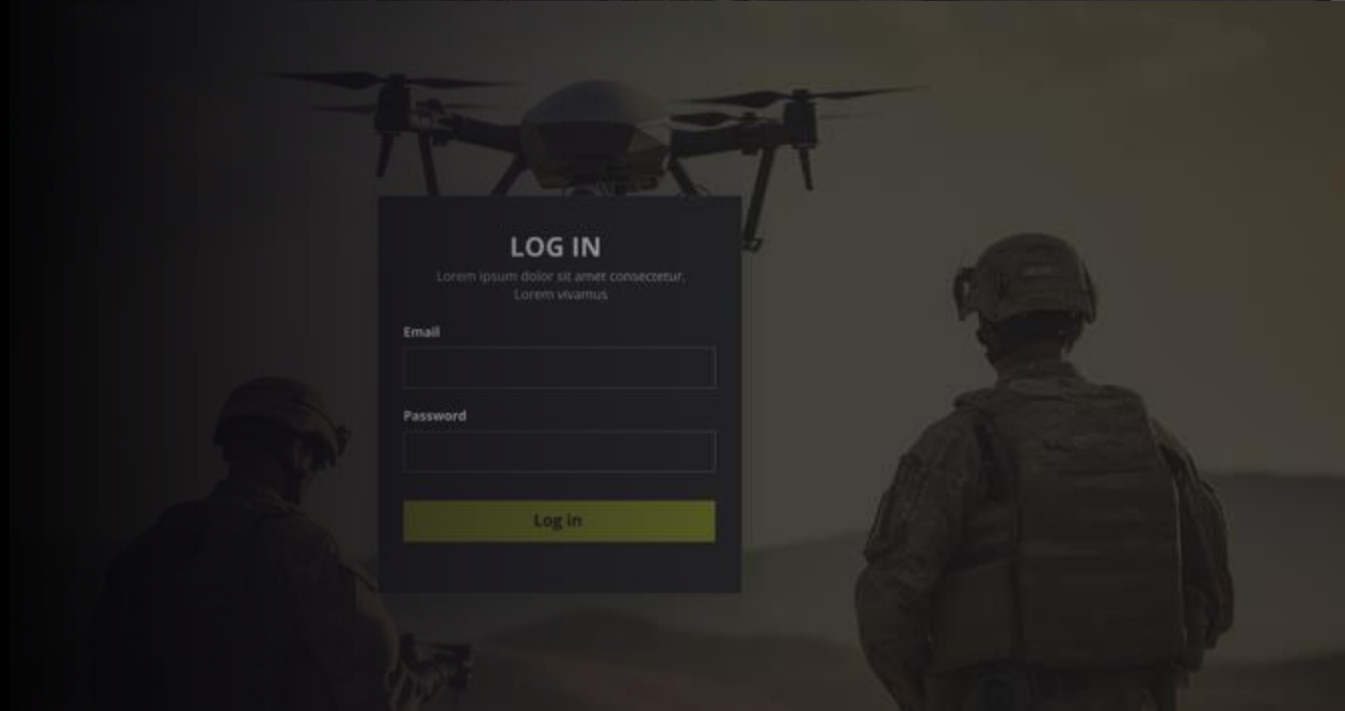 LOG IN
Lorem ipsum dolor sit amet consectetur.
Lorem vivamus
Email
Password
Log in